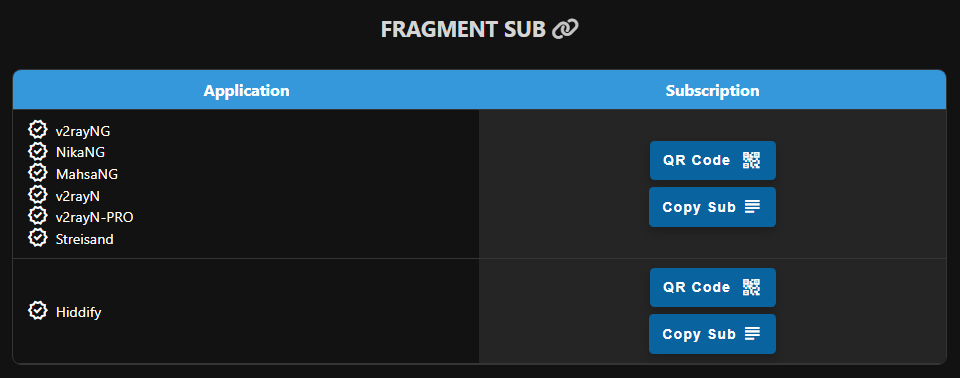 FRAGMENT SUB
Application
Subscription
v2rayNG
NikaNG
MahsaNG
v2rayN
v2rayN-PRO
Streisand
QR Code
Copy Sub
Hiddify
QR Code
Copy Sub